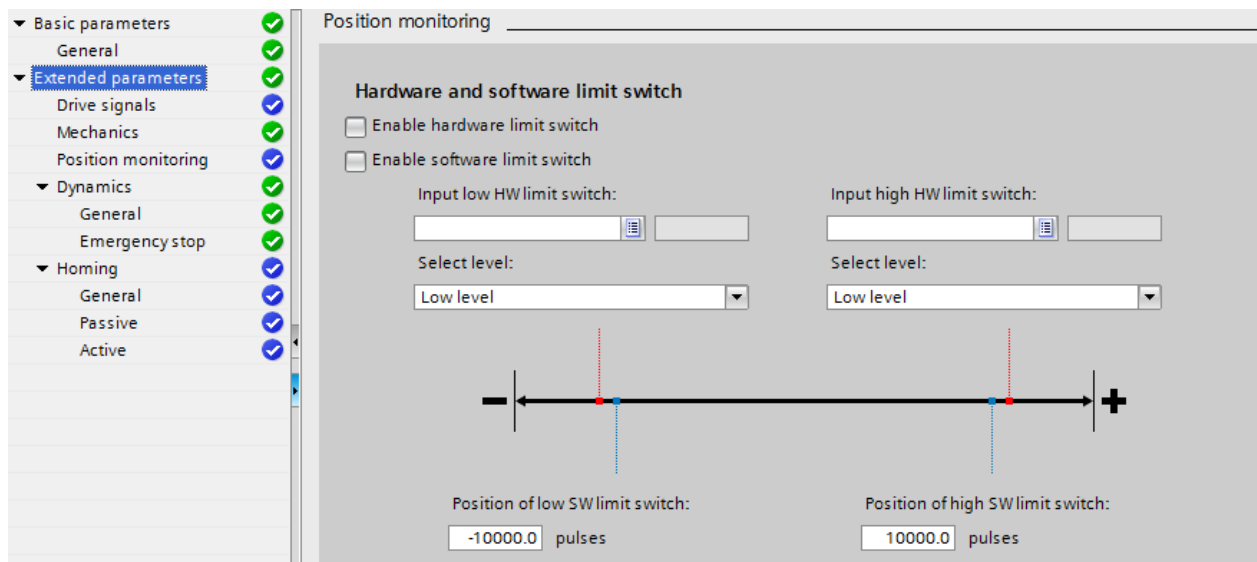 Basic parameters
General
Extended parameters
Drive signals
Mechanics
Position monitoring
Dynamics
General
Emergency stop
Homing
General
Passive
Active
Position monitoring
Hardware and software limit switch
Enable hardware limit switch
Enable software limit switch
Input low HW limit switch:
Input high HW limit switch:
Select level:
Select level:
Low level
Low level
− +
Position of low SW limit switch:
Position of high SW limit switch:
-10000.0 pulses
10000.0 pulses